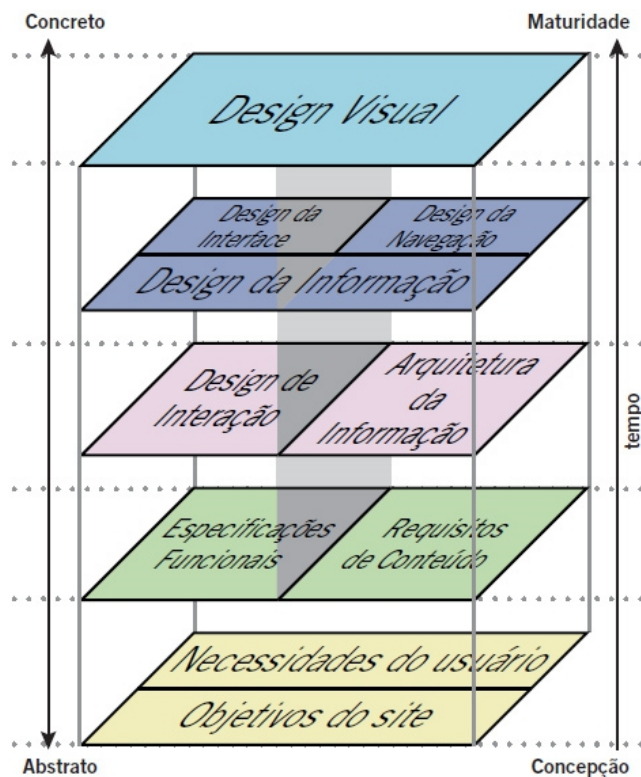 Concreto
Maturidade
Design Visual
Design da
Interface
Design da
Navegação
Design da Informação
Design de
Interação
Arquitetura
da
Informação
tempo
Especificações
Funcionais
Requisitos
de Conteúdo
Necessidades do usuário
Objetivos do site
Abstrato
Concepção